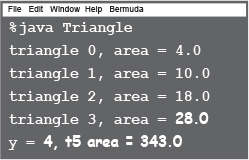 File Edit Window Help Bermuda
%java Triangle
triangle 0, area = 4.0
triangle 1, area = 10.0
triangle 2, area = 18.0
triangle 3, area = 28.0
y = 4, t5 area = 343.0